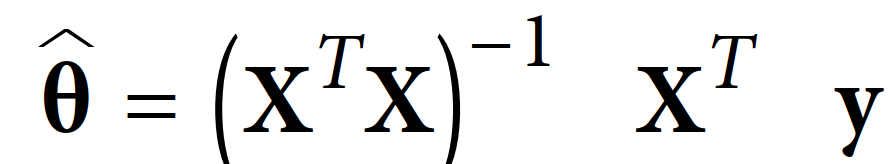 θ̂ = (XᵀX)⁻¹ Xᵀ y